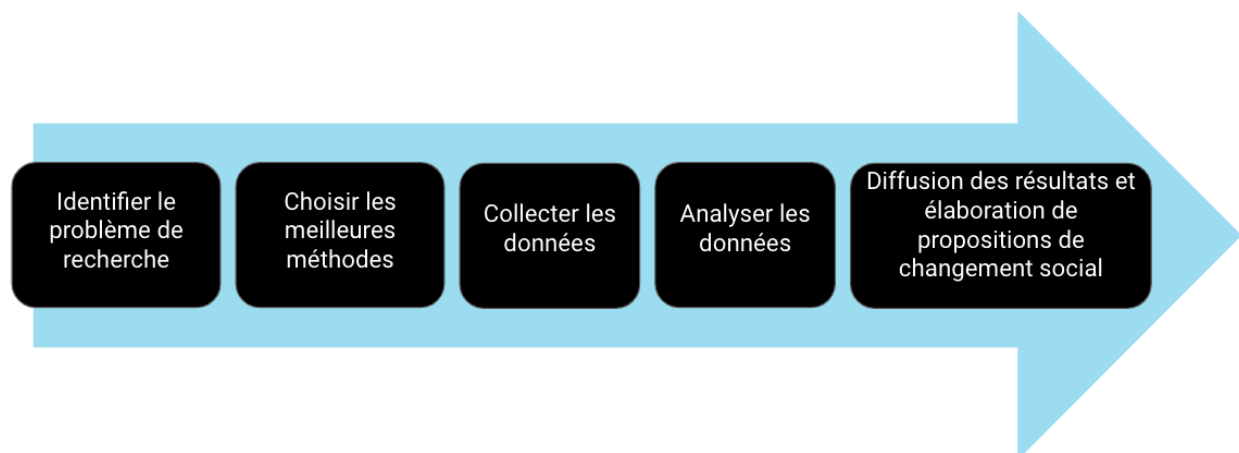 Identifier le
problème de
recherche
Choisir les
meilleures
méthodes
Collecter les
données
Analyser les
données
Diffusion des résultats et
élaboration de
propositions de
changement social